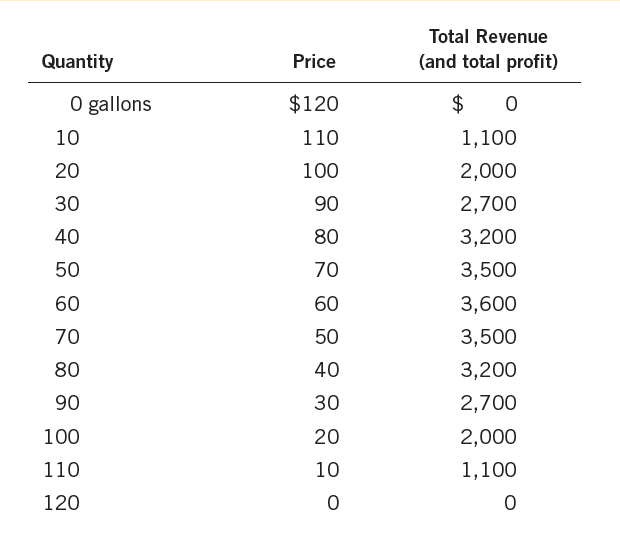 Total Revenue
Quantity Price (and total profit)
0 gallons $120 $ 0
10 110 1,100
20 100 2,000
30 90 2,700
40 80 3,200
50 70 3,500
60 60 3,600
70 50 3,500
80 40 3,200
90 30 2,700
100 20 2,000
110 10 1,100
120 0 0